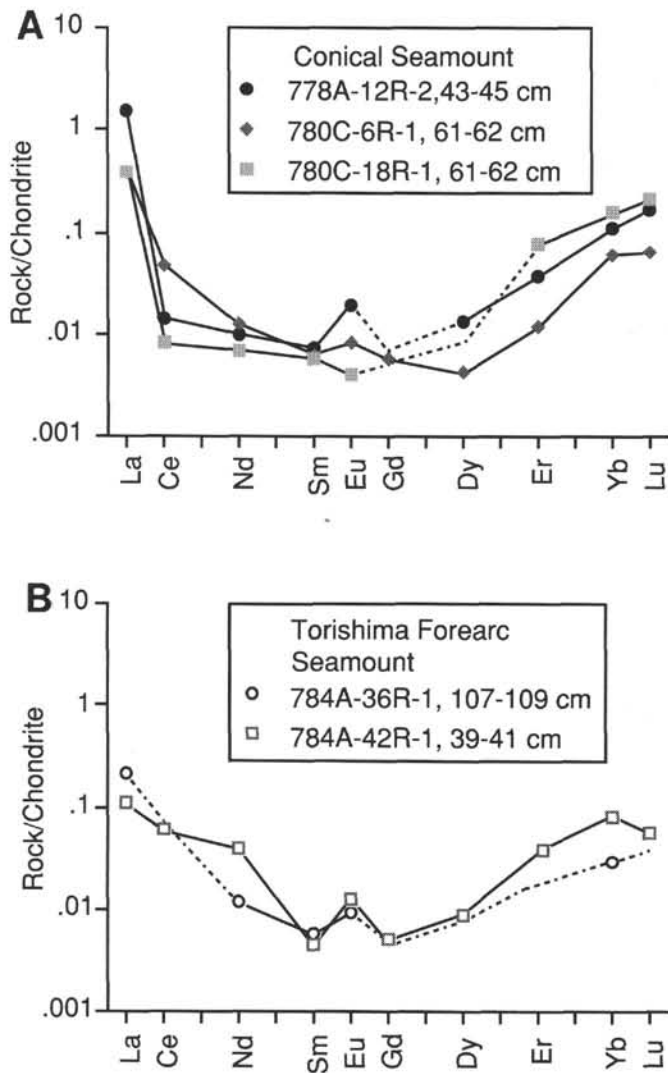 A
10
1
.1
.01
.001
Rock/Chondrite
Conical Seamount
778A-12R-2,43-45 cm
780C-6R-1, 61-62 cm
780C-18R-1, 61-62 cm
La Ce Nd Sm Eu Gd Dy Er Yb Lu
B
10
1
.1
.01
.001
Rock/Chondrite
Torishima Forearc
Seamount
784A-36R-1, 107-109 cm
784A-42R-1, 39-41 cm
La Ce Nd Sm Eu Gd Dy Er Yb Lu